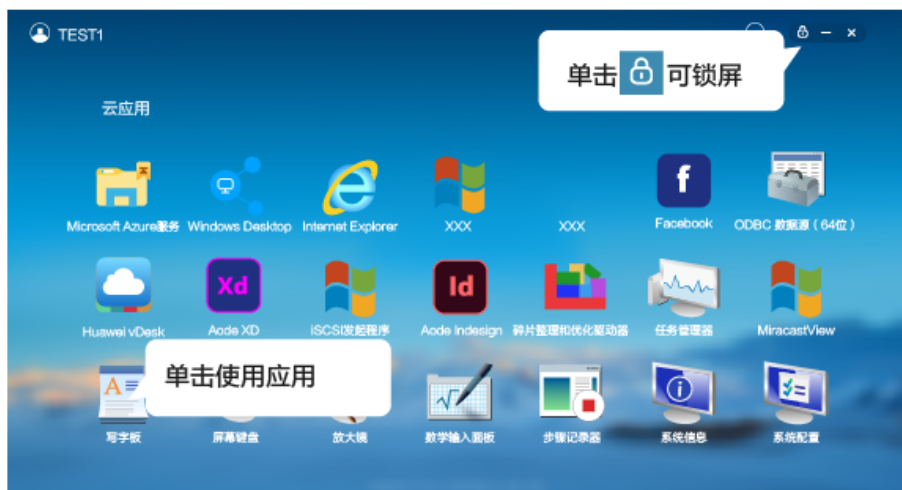 TEST1
单击 可锁屏
云应用
Microsoft Azure服务 Windows Desktop Internet Explorer XXX XXX Facebook ODBC 数据源（64位）
Xd Id
Huawei vDesk Aode XD iSCSI发起程序 Aode Indesign 碎片整理和优化驱动器 任务管理器 MiracastView
单击使用应用
写字板 屏幕键盘 放大镜 数学输入面板 步骤记录器 系统信息 系统配置